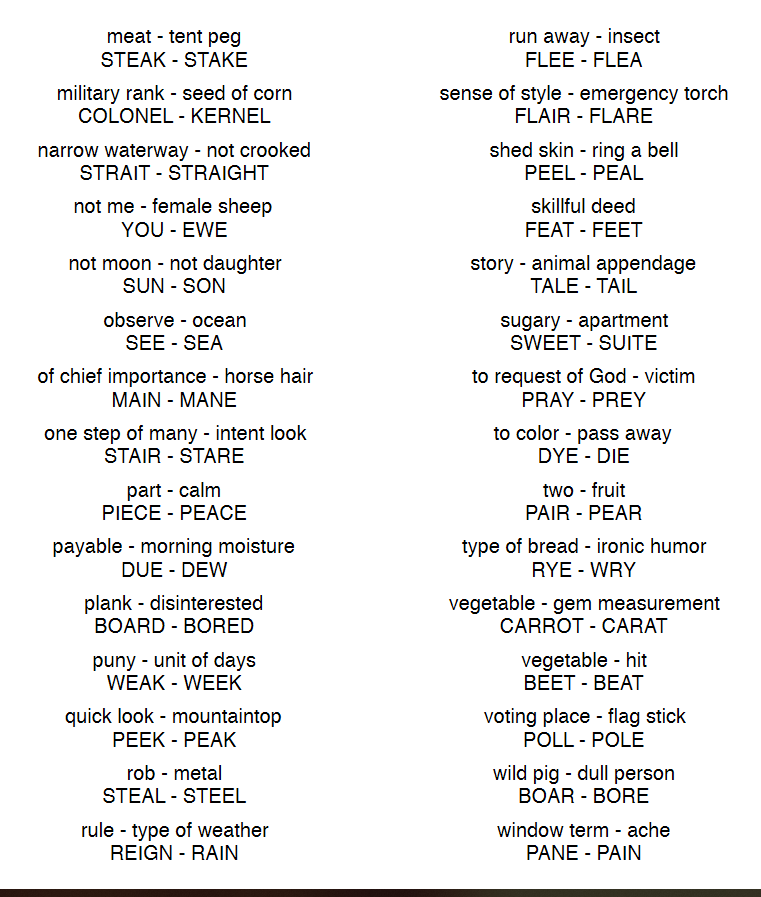 meat - tent peg
STEAK - STAKE
military rank - seed of corn
COLONEL - KERNEL
narrow waterway - not crooked
STRAIT - STRAIGHT
not me - female sheep
YOU - EWE
not moon - not daughter
SUN - SON
observe - ocean
SEE - SEA
of chief importance - horse hair
MAIN - MANE
one step of many - intent look
STAIR - STARE
part - calm
PIECE - PEACE
payable - morning moisture
DUE - DEW
plank - disinterested
BOARD - BORED
puny - unit of days
WEAK - WEEK
quick look - mountaintop
PEEK - PEAK
rob - metal
STEAL - STEEL
rule - type of weather
REIGN - RAIN
run away - insect
FLEE - FLEA
sense of style - emergency torch
FLAIR - FLARE
shed skin - ring a bell
PEEL - PEAL
skillful deed
FEAT - FEET
story - animal appendage
TALE - TAIL
sugary - apartment
SWEET - SUITE
to request of God - victim
PRAY - PREY
to color - pass away
DYE - DIE
two - fruit
PAIR - PEAR
type of bread - ironic humor
RYE - WRY
vegetable - gem measurement
CARROT - CARAT
vegetable - hit
BEET - BEAT
voting place - flag stick
POLL - POLE
wild pig - dull person
BOAR - BORE
window term - ache
PANE - PAIN